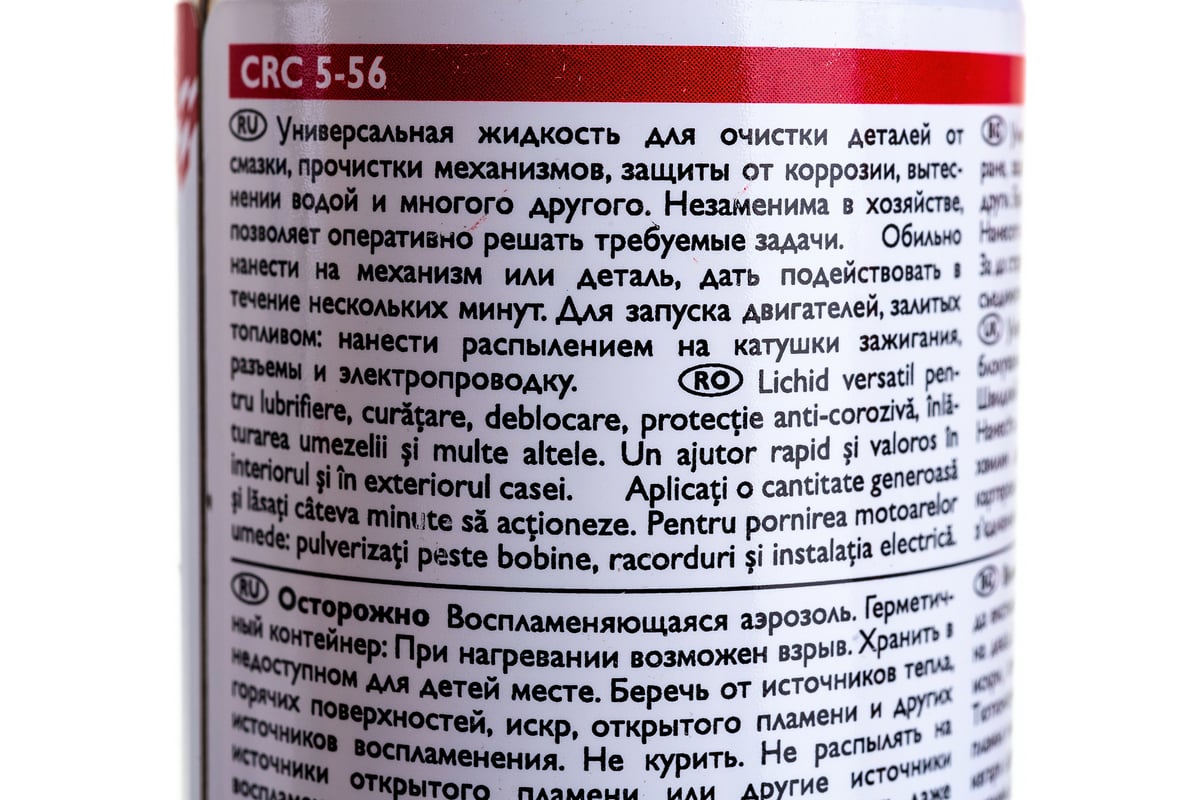 CRC 5-56
RU Универсальная жидкость для очистки деталей от
смазки, прочистки механизмов, защиты от коррозии, вытес-
нении водой и многого другого. Незаменима в хозяйстве,
позволяет оперативно решать требуемые задачи. Обильно
нанести на механизм или деталь, дать подействовать в
течение нескольких минут. Для запуска двигателей, залитых
топливом: нанести распылением на катушки зажигания,
разъемы и электропроводку. RO Lichid versatil pen-
tru lubrifiere, curăţare, deblocare, protecţie anti-corozivă, înlă-
turarea umezelii şi multe altele. Un ajutor rapid şi valoros în
interiorul şi în exteriorul casei. Aplicaţi o cantitate generoasă
şi lăsaţi câteva minute să acţioneze. Pentru pornirea motoarelor
umede: pulverizaţi peste bobine, racorduri şi instalaţia electrică.
RU Осторожно Воспламеняющаяся аэрозоль. Герметич-
ный контейнер: При нагревании возможен взрыв. Хранить в
недоступном для детей месте. Беречь от источников тепла,
горячих поверхностей, искр, открытого пламени и других
источников воспламенения. Не курить. Не распылять на
источники открытого пламени или другие источники